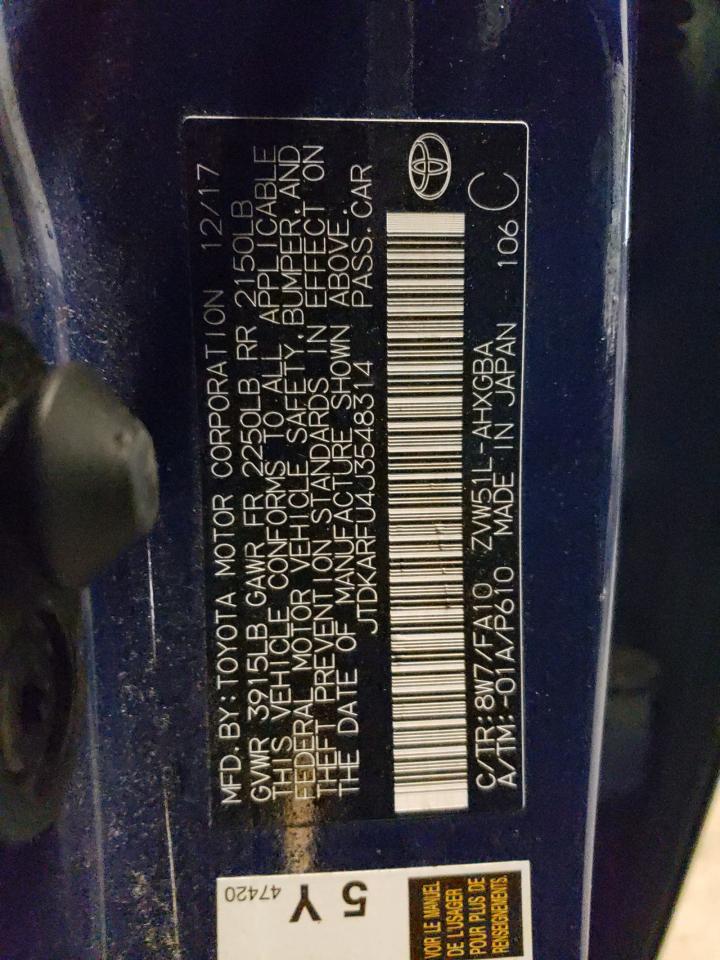 MFD.BY:TOYOTA MOTOR CORPORATION 12/17
GVWR 3915LB GAWR FR 2250LB RR 2150LB
THIS VEHICLE CONFORMS TO ALL APPLICABLE
FEDERAL MOTOR VEHICLE SAFETY,BUMPER,AND
THEFT PREVENTION STANDARDS IN EFFECT ON
THE DATE OF MANUFACTURE SHOWN ABOVE.
JTDKARFU4J3548314 PASS.CAR
C/TR:8W7/FA10 ZVW51L-AHXGBA
A/TM:-01A/P610 MADE IN JAPAN 106 C
5 Y
47420
VOIR LE MANUEL
DE L'USAGER
POUR PLUS DE
RENSEIGNEMENTS.